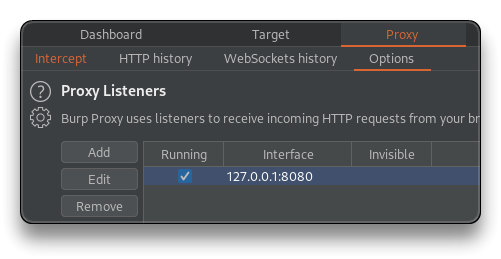 Dashboard Target Proxy
Intercept HTTP history WebSockets history Options
? Proxy Listeners
Burp Proxy uses listeners to receive incoming HTTP requests from your
Add
Running Interface Invisible
Edit
127.0.0.1:8080
Remove